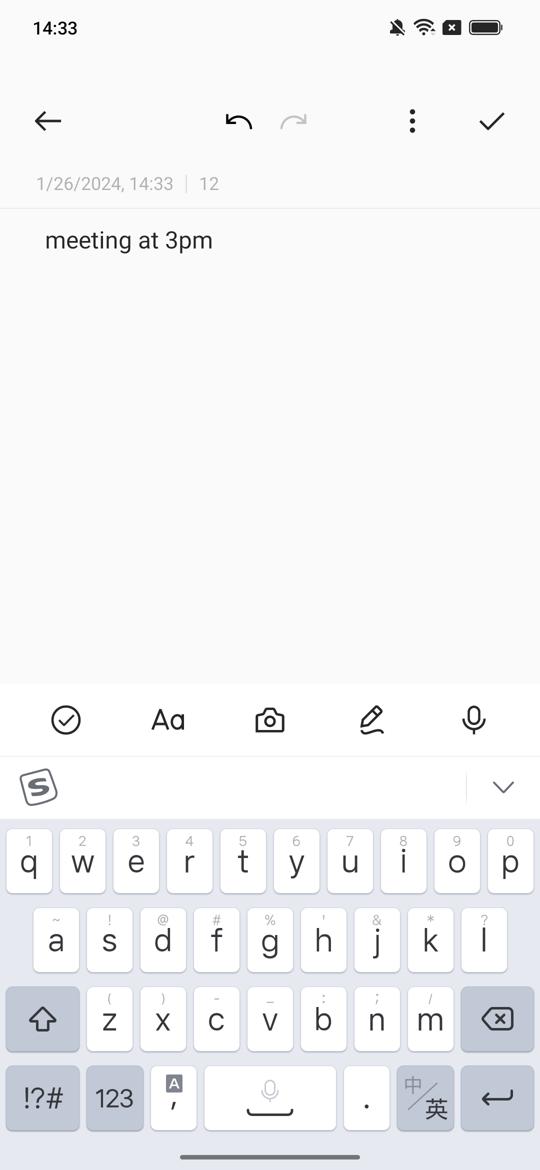 14:33
1/26/2024, 14:33 | 12
meeting at 3pm
Aa
S
1 2 3 4 5 6 7 8 9 0
q w e r t y u i o p
~ ! @ # % ' & * ?
a s d f g h j k l
( ) - _ : ; /
z x c v b n m
!?# 123 A , . 中/英